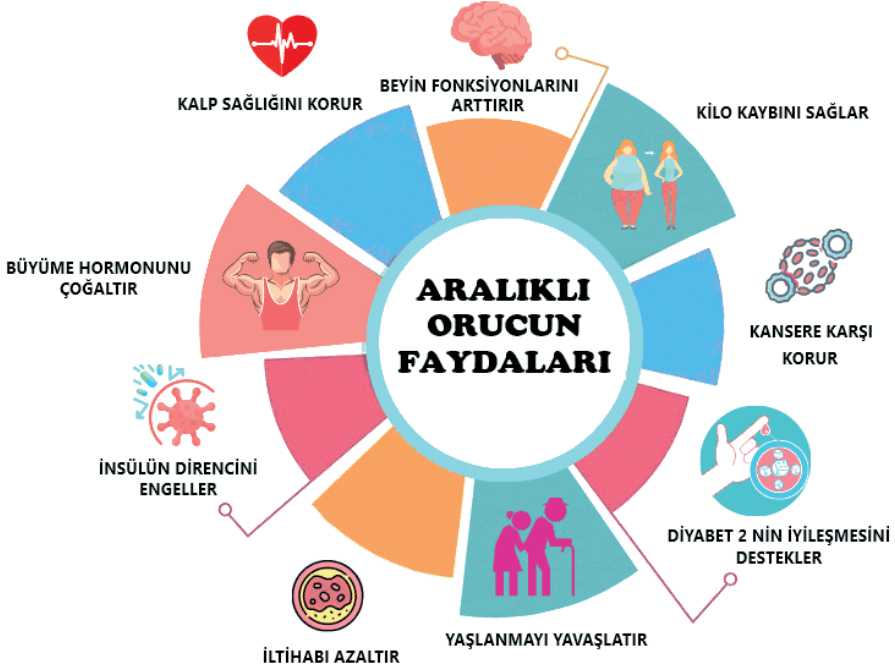 BEYİN FONKSİYONLARINI
ARTTIRIR
KİLO KAYBINI SAĞLAR
KANSERE KARŞI
KORUR
DİYABET 2 NİN İYİLEŞMESİNİ
DESTEKLER
YAŞLANMAYI YAVAŞLATIR
İLTİHABI AZALTIR
İNSÜLÜN DİRENCİNİ
ENGELLER
BÜYÜME HORMONUNU
ÇOĞALTIR
KALP SAĞLIĞINI KORUR
ARALIKLI
ORUCUN
FAYDALARI